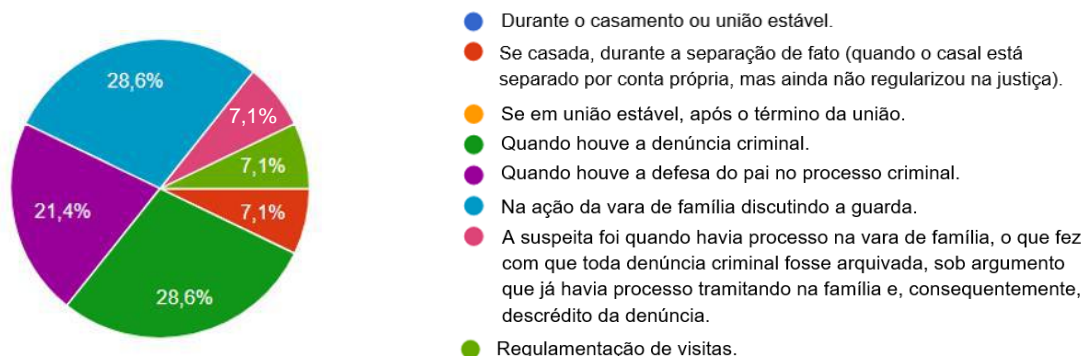 28,6%
7,1%
7,1%
7,1%
21,4%
28,6%
Durante o casamento ou união estável.
Se casada, durante a separação de fato (quando o casal está
separado por conta própria, mas ainda não regularizou na justiça).
Se em união estável, após o término da união.
Quando houve a denúncia criminal.
Quando houve a defesa do pai no processo criminal.
Na ação da vara de família discutindo a guarda.
A suspeita foi quando havia processo na vara de família, o que fez
com que toda denúncia criminal fosse arquivada, sob argumento
que já havia processo tramitando na família e, consequentemente,
descrédito da denúncia.
Regulamentação de visitas.